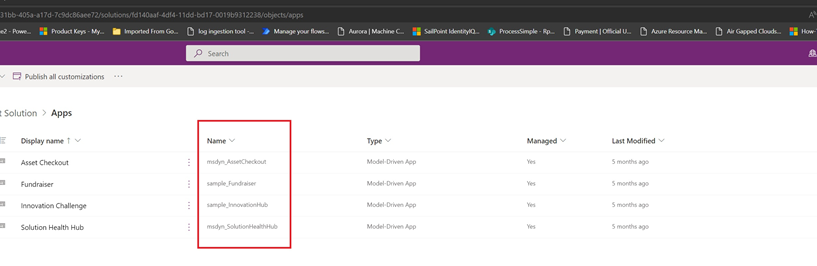 31bb-405a-a17d-7c9dc86aee72/solutions/fd140aaf-4df4-11dd-bd17-0019b9312238/objects/apps
e2 - Powe... Product Keys - My... Imported From Go... log ingestion tool -... Manage your flows... Aurora | Machine C... SailPoint IdentityIQ... ProcessSimple - Rp... Payment | Official U... Azure Resource Ma... Air Gapped Clouds... How-
Search
Publish all customizations ...
t Solution > Apps
Display name ↑ Name Type Managed Last Modified
Asset Checkout msdyn_AssetCheckout Model-Driven App Yes 5 months ago
Fundraiser sample_Fundraiser Model-Driven App Yes 5 months ago
Innovation Challenge sample_InnovationHub Model-Driven App Yes 5 months ago
Solution Health Hub msdyn_SolutionHealthHub Model-Driven App Yes 5 months ago